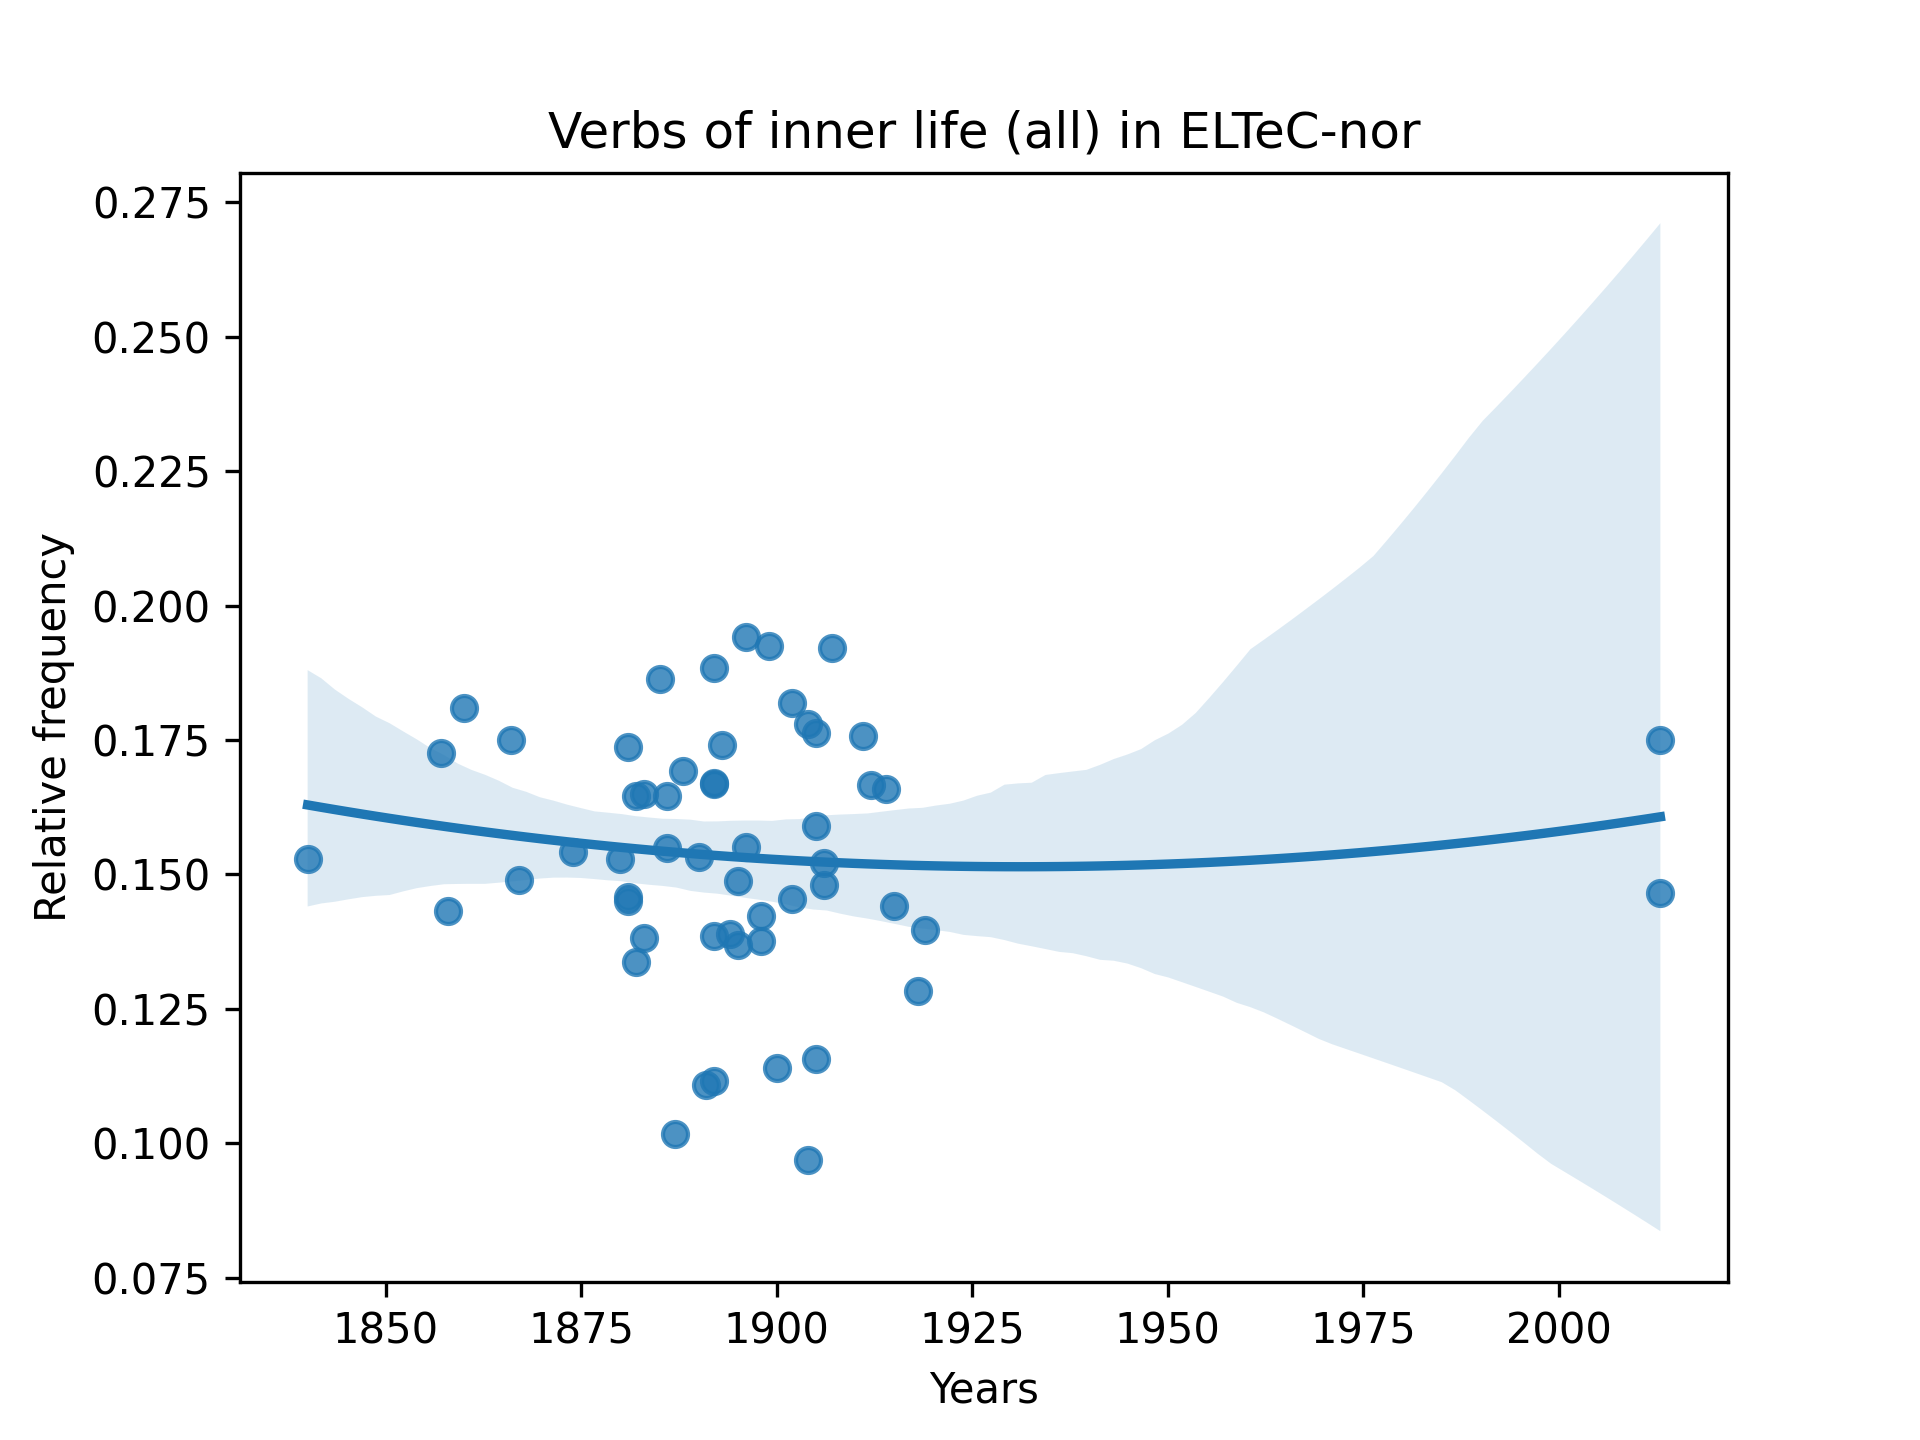 Verbs of inner life (all) in ELTeC-nor
0.275
0.250
0.225
0.200
0.175
0.150
0.125
0.100
0.075
Relative frequency
1850 1875 1900 1925 1950 1975 2000
Years